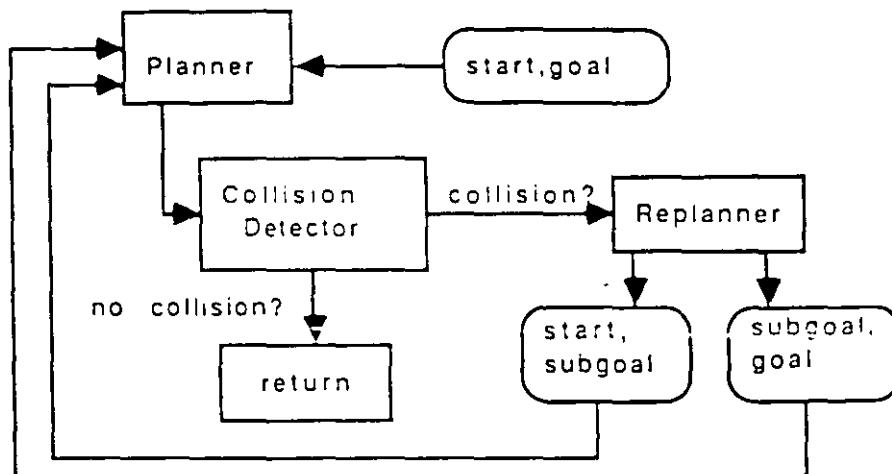 Planner
start,goal
Collision
Detector
collision?
Replanner
no collision?
return
start,
subgoal
subgoal,
goal